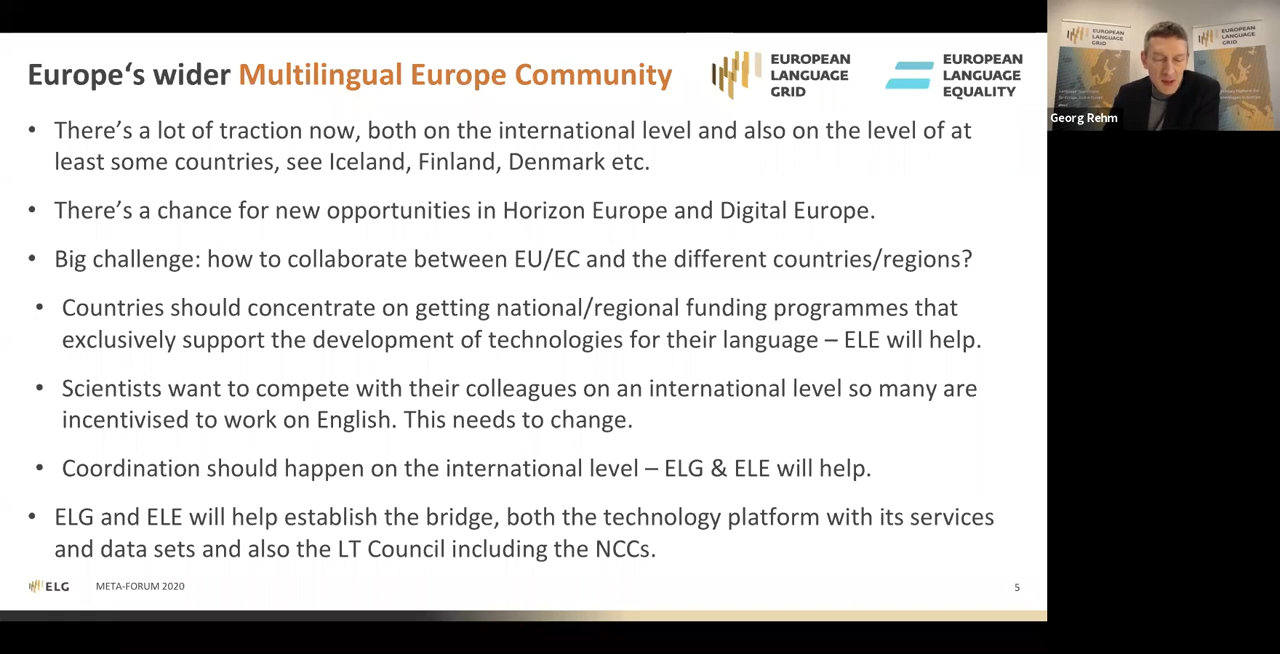 Europe‘s wider Multilingual Europe Community
EUROPEAN
LANGUAGE
GRID
EUROPEAN
LANGUAGE
EQUALITY
• There’s a lot of traction now, both on the international level and also on the level of at
least some countries, see Iceland, Finland, Denmark etc.
• There’s a chance for new opportunities in Horizon Europe and Digital Europe.
• Big challenge: how to collaborate between EU/EC and the different countries/regions?
• Countries should concentrate on getting national/regional funding programmes that
exclusively support the development of technologies for their language – ELE will help.
• Scientists want to compete with their colleagues on an international level so many are
incentivised to work on English. This needs to change.
• Coordination should happen on the international level – ELG & ELE will help.
• ELG and ELE will help establish the bridge, both the technology platform with its services
and data sets and also the LT Council including the NCCs.
ELG
META-FORUM 2020
5
EUROPEAN
LANGUAGE
GRID
EUROPEAN
LANGUAGE
GRID
Georg Rehm